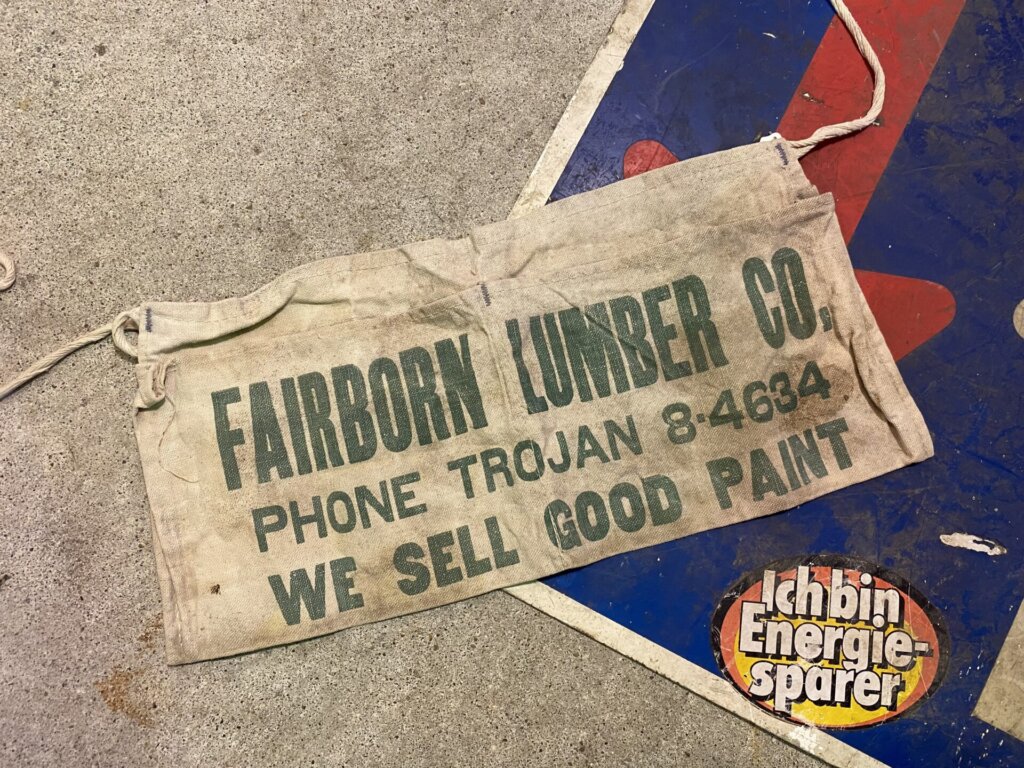 FAIRBORN LUMBER CO.
PHONE TROJAN 8-4634
WE SELL GOOD PAINT
Ich bin
Energie-
sparer